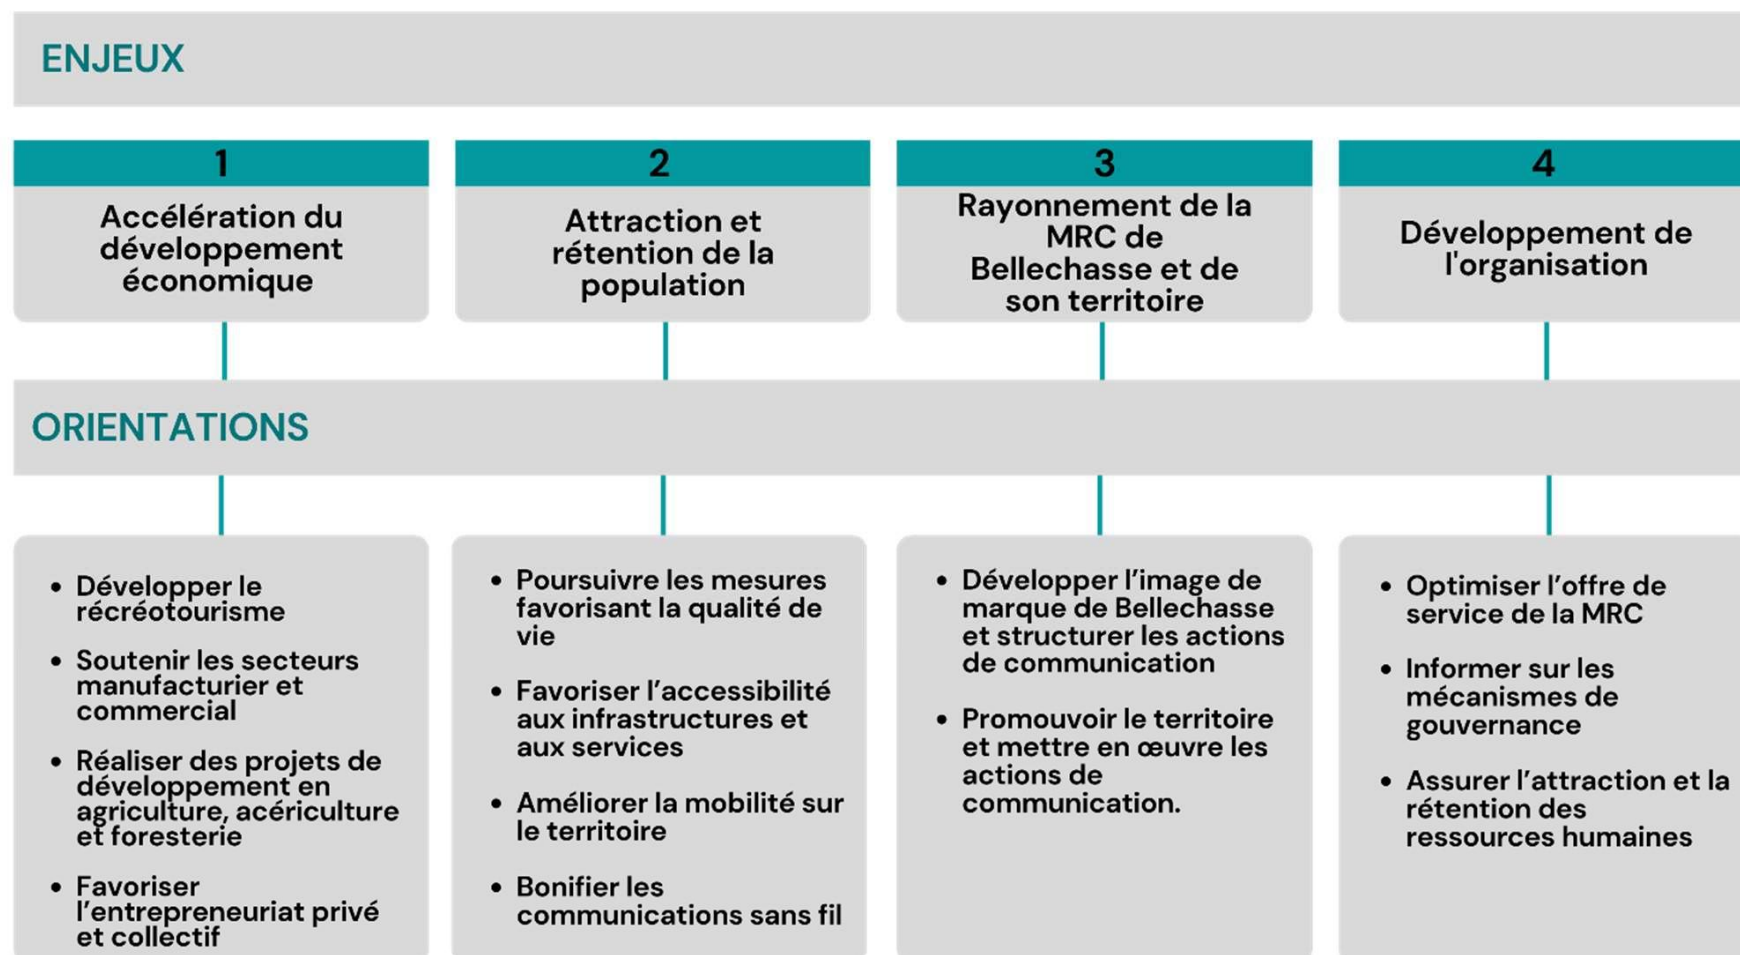 ENJEUX
1
Accélération du
développement
économique
2
Attraction et
rétention de la
population
3
Rayonnement de la
MRC de
Bellechasse et de
son territoire
4
Développement de
l'organisation
ORIENTATIONS
• Développer le
récréotourisme
• Soutenir les secteurs
manufacturier et
commercial
• Réaliser des projets de
développement en
agriculture, acériculture
et foresterie
• Favoriser
l’entrepreneuriat privé
et collectif
• Poursuivre les mesures
favorisant la qualité de
vie
• Favoriser l’accessibilité
aux infrastructures et
aux services
• Améliorer la mobilité sur
le territoire
• Bonifier les
communications sans fil
• Développer l’image de
marque de Bellechasse
et structurer les actions
de communication
• Promouvoir le territoire
et mettre en œuvre les
actions de
communication.
• Optimiser l’offre de
service de la MRC
• Informer sur les
mécanismes de
gouvernance
• Assurer l’attraction et la
rétention des
ressources humaines